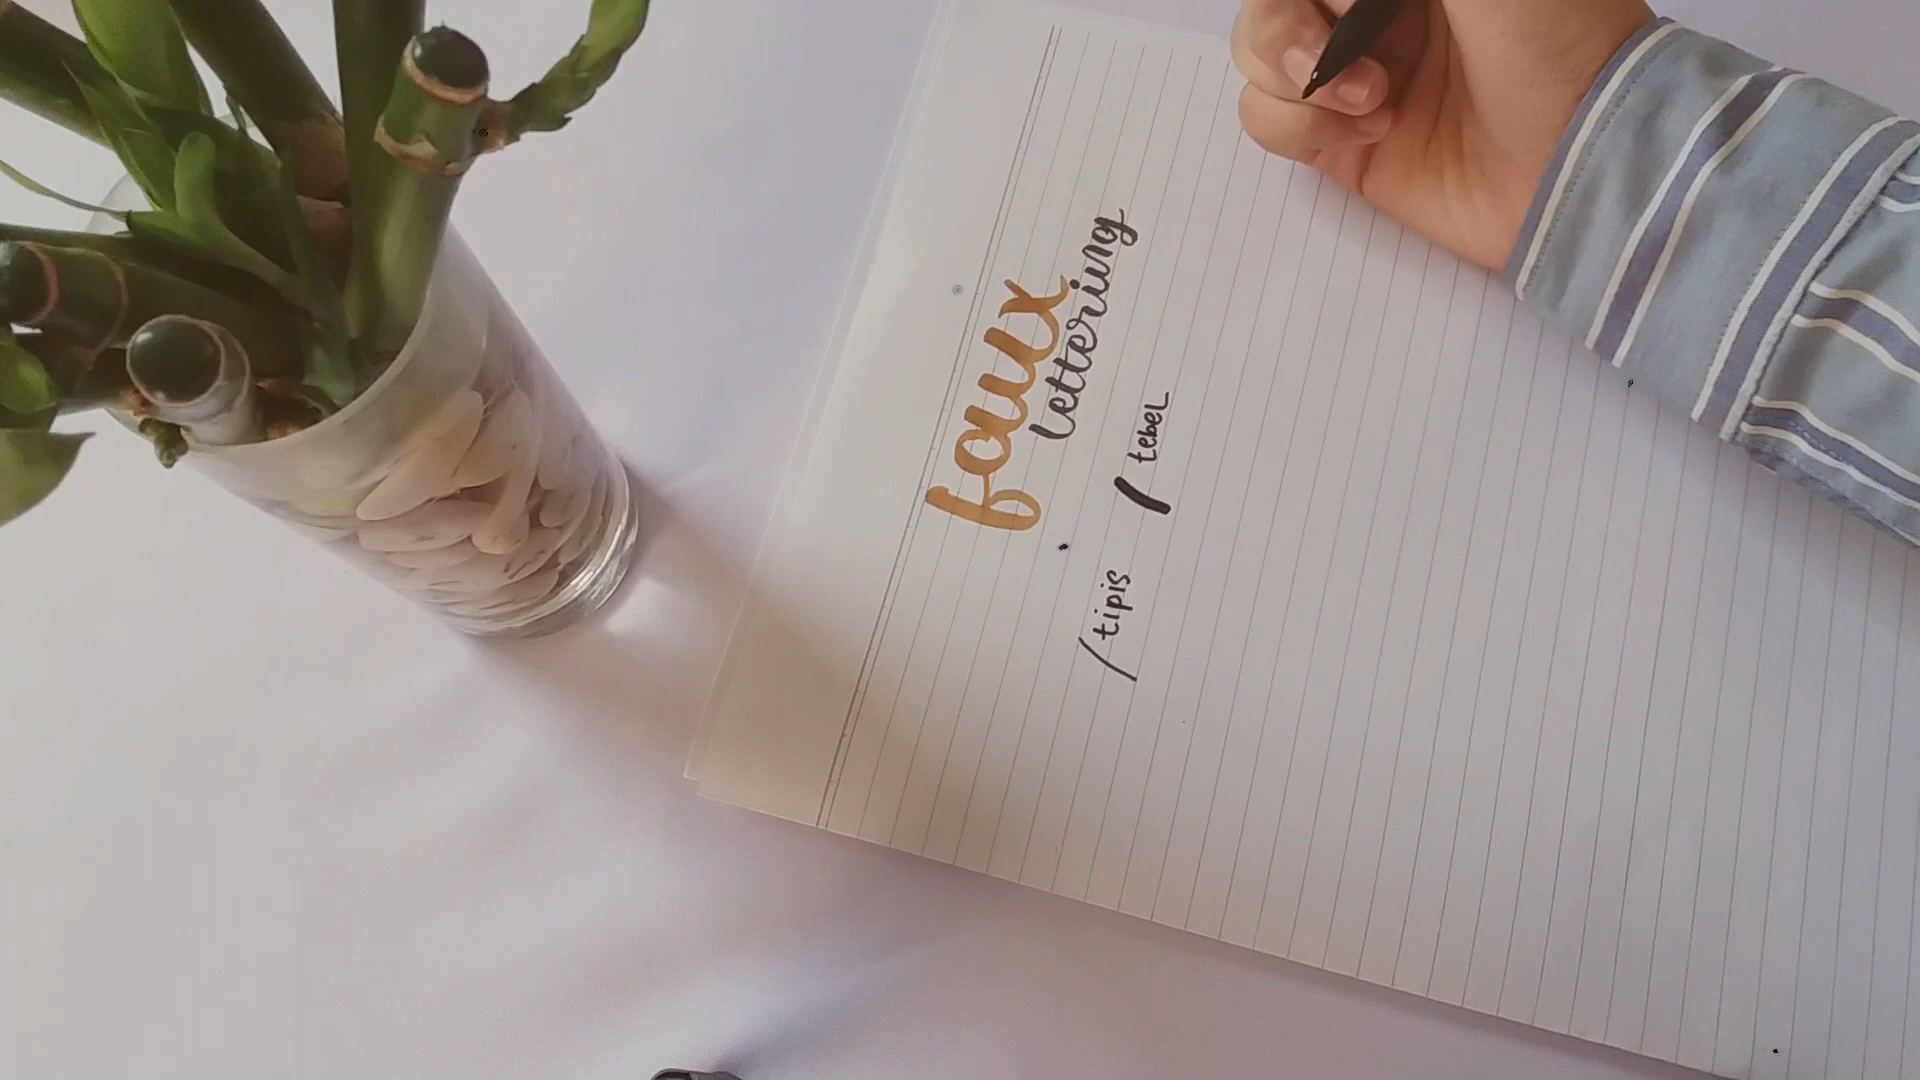 faux
lettering
/ tipis / tebel